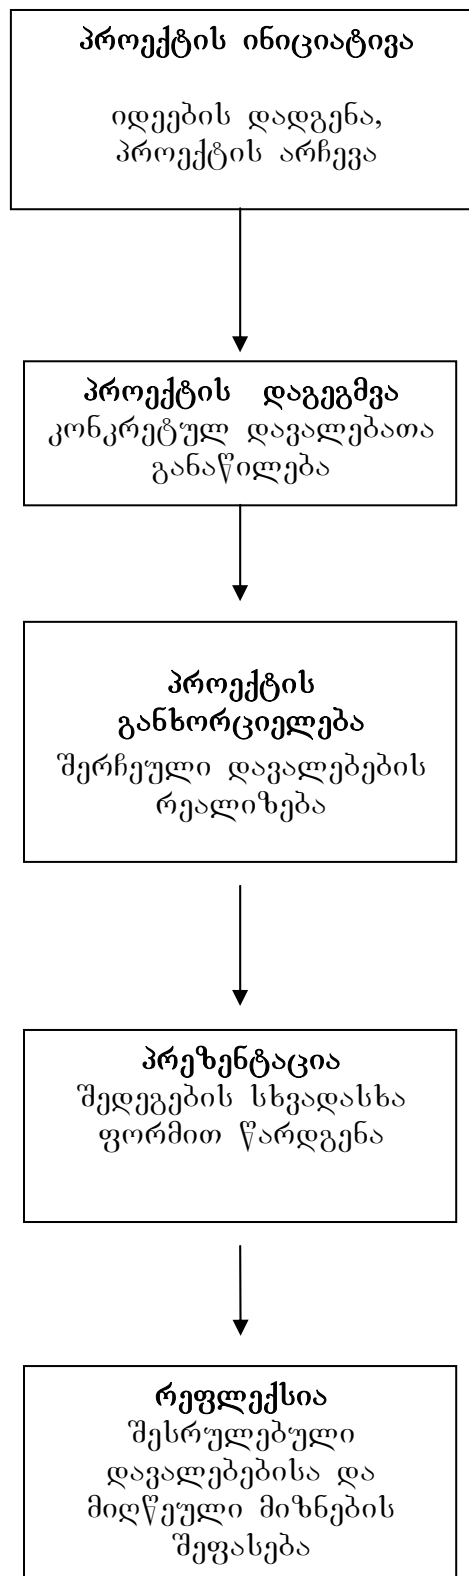 პროექტის ინიციატივა
იდეების დადგენა,
პროექტის არჩევა
პროექტის დაგეგმვა
კონკრეტულ დავალებათა
განაწილება
პროექტის
განხორციელება
შერჩეული დავალებების
რეალიზება
პრეზენტაცია
შედეგების სხვადასხა
ფორმით წარდგენა
რეფლექსია
შესრულებული
დავალებებისა და
მიღწეული მიზნების
შეფასება